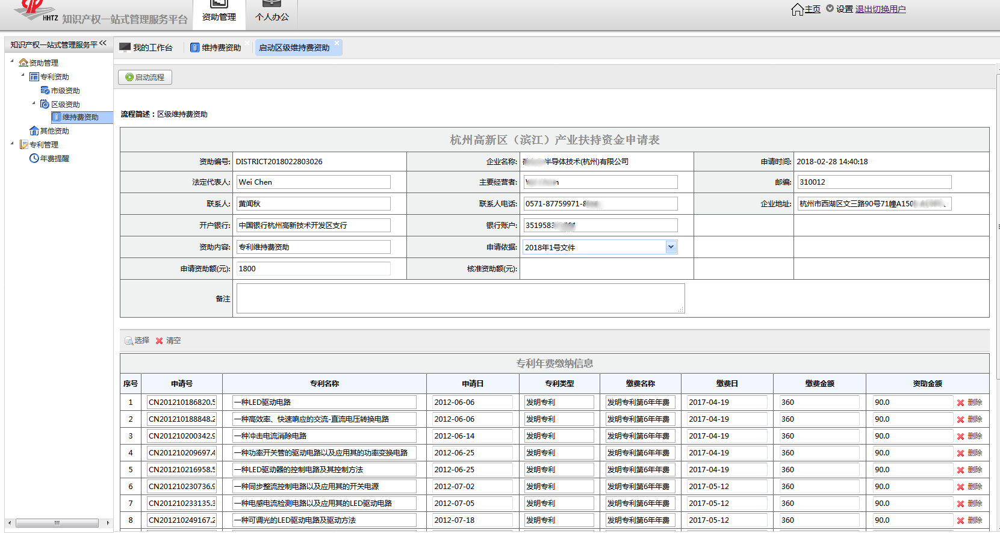 HHTZ 知识产权一站式管理服务平台
资助管理
个人办公
主页 设置 退出切换用户
知识产权一站式管理服务平
资助管理
专利资助
市级资助
区级资助
维持费资助
其他资助
专利管理
年费提醒
我的工作台 维持费资助 启动区级维持费资助
启动流程
流程简述：区级维持费资助
杭州高新区（滨江）产业扶持资金申请表
资助编号: DISTRICT2018022803026 企业名称: 半导体技术(杭州)有限公司 申请时间: 2018-02-28 14:40:18
法定代表人: Wei Chen 主要经营者: 邮编: 310012
联系人: 黄闻秋 联系人电话: 0571-87759971- 企业地址: 杭州市西湖区文三路90号71幢A150
开户银行: 中国银行杭州高新技术开发区支行 银行账户: 3519583
资助内容: 专利维持费资助 申请依据: 2018年1号文件
申请资助额(元): 1800 核准资助额(元):
备注
选择 清空
专利年费缴纳信息
序号 申请号 专利名称 申请日 专利类型 缴费名称 缴费日 缴费金额 资助金额
1 CN201210186820.5 一种LED驱动电路 2012-06-06 发明专利 发明专利第6年年费 2017-04-19 360 90.0 删除
2 CN201210188848.2 一种高效率、快速响应的交流-直流电压转换电路 2012-06-06 发明专利 发明专利第6年年费 2017-04-19 360 90.0 删除
3 CN201210200342.9 一种冲击电流消除电路 2012-06-14 发明专利 发明专利第6年年费 2017-04-19 360 90.0 删除
4 CN201210209697.4 一种功率开关管的驱动电路以及应用其的功率变换电路 2012-06-25 发明专利 发明专利第6年年费 2017-04-19 360 90.0 删除
5 CN201210216958.5 一种LED驱动器的控制电路及其控制方法 2012-06-25 发明专利 发明专利第6年年费 2017-04-19 360 90.0 删除
6 CN201210230736.9 一种同步整流控制电路以及应用其的开关电源 2012-07-02 发明专利 发明专利第6年年费 2017-05-12 360 90.0 删除
7 CN201210233135.3 一种电感电流检测电路以及应用其的LED驱动电路 2012-07-05 发明专利 发明专利第6年年费 2017-05-12 360 90.0 删除
8 CN201210249167.2 一种可调光的LED驱动电路及驱动方法 2012-07-18 发明专利 发明专利第6年年费 2017-05-12 360 90.0 删除